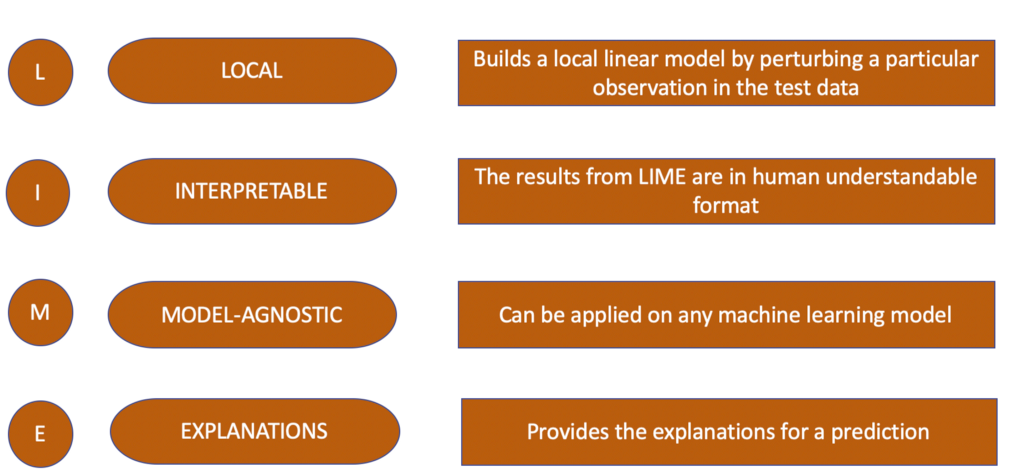 L
LOCAL
Builds a local linear model by perturbing a particular
observation in the test data
I
INTERPRETABLE
The results from LIME are in human understandable
format
M
MODEL-AGNOSTIC
Can be applied on any machine learning model
E
EXPLANATIONS
Provides the explanations for a prediction